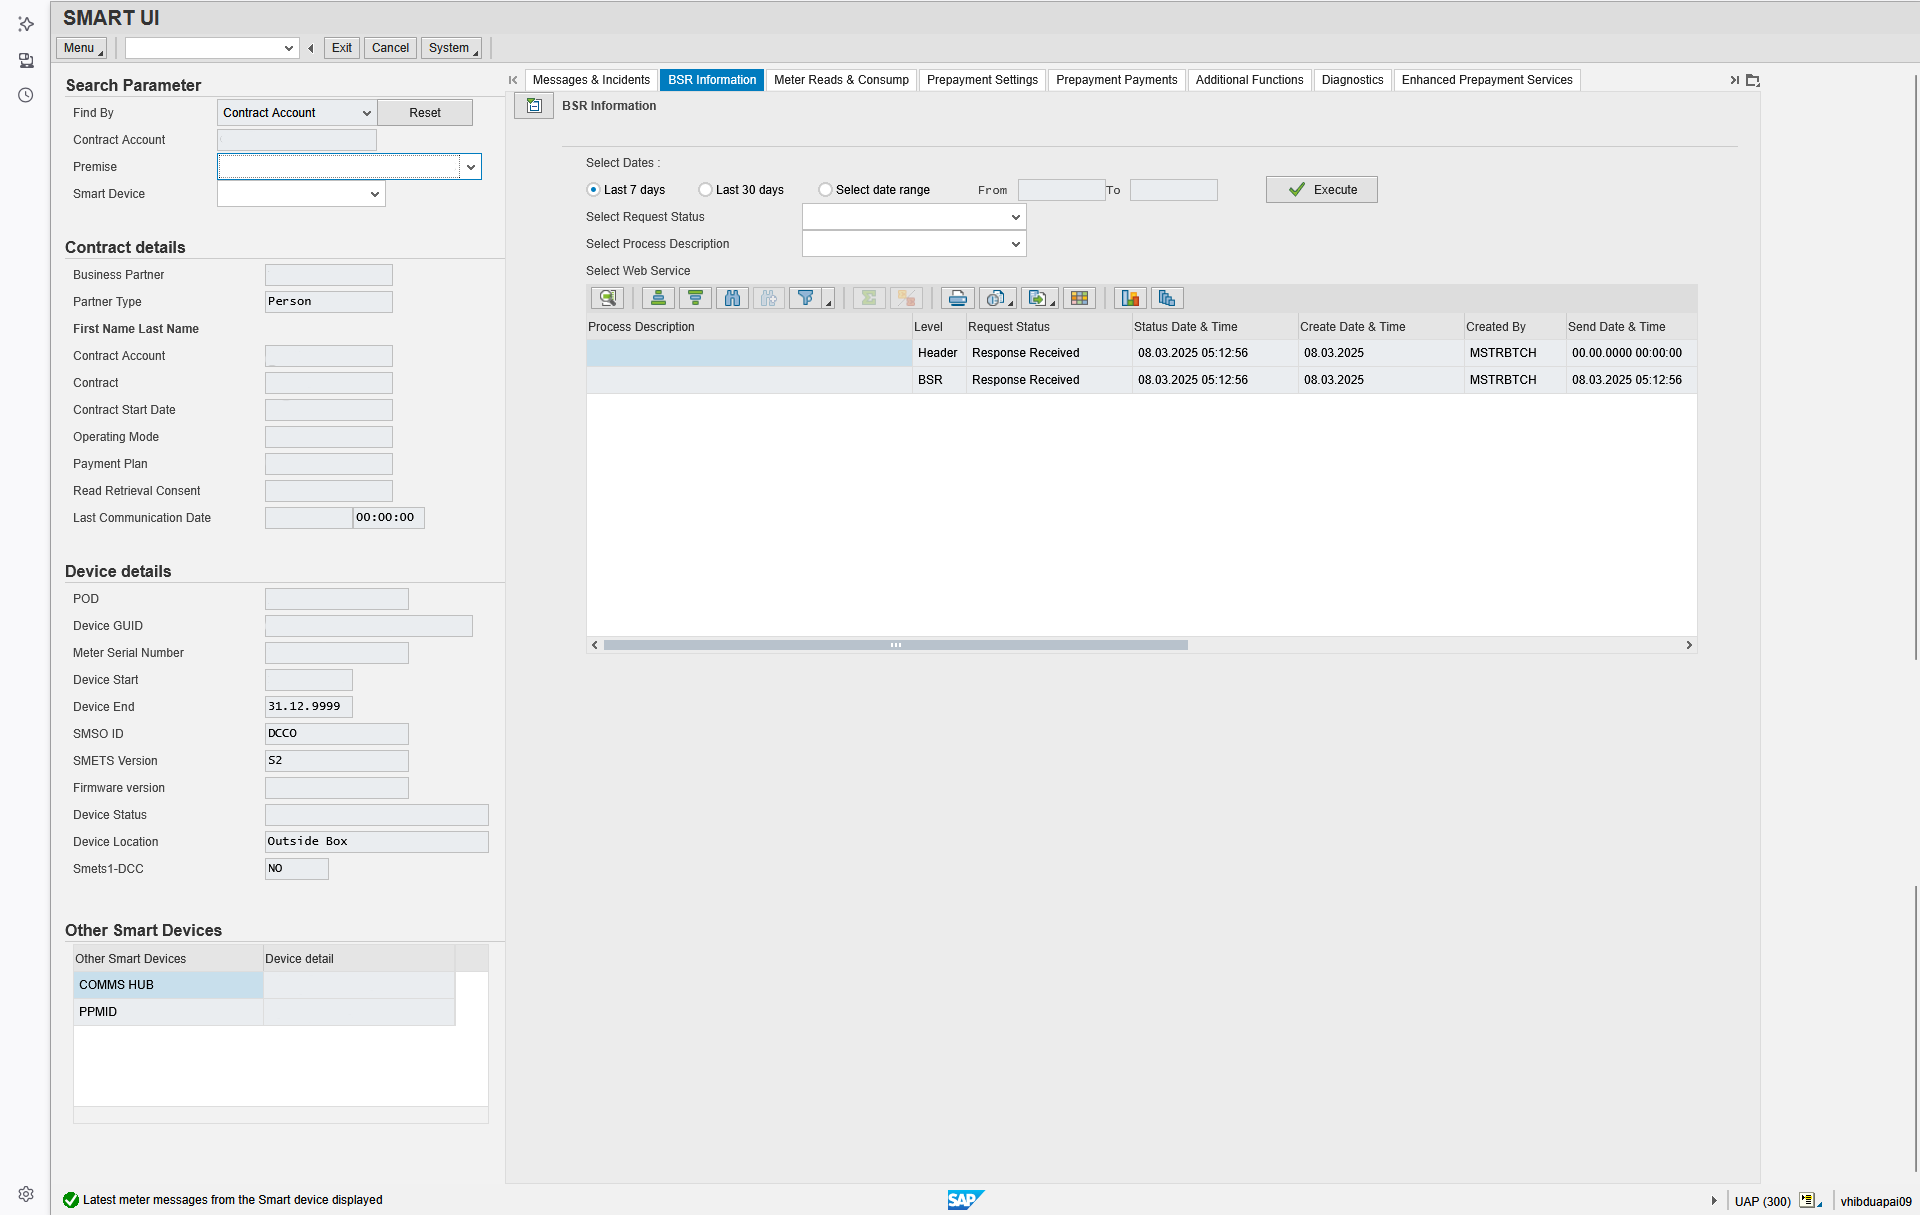 SMART UI
Menu
Exit
Cancel
System
Search Parameter
Find By
Contract Account
Reset
Contract Account
Premise
Smart Device
Contract details
Business Partner
Partner Type
Person
First Name Last Name
Contract Account
Contract
Contract Start Date
Operating Mode
Payment Plan
Read Retrieval Consent
Last Communication Date
00:00:00
Device details
POD
Device GUID
Meter Serial Number
Device Start
Device End
31.12.9999
SMSO ID
DCCO
SMETS Version
S2
Firmware version
Device Status
Device Location
Outside Box
Smets1-DCC
NO
Other Smart Devices
Other Smart Devices Device detail
COMMS HUB
PPMID
Messages & Incidents
BSR Information
Meter Reads & Consump
Prepayment Settings
Prepayment Payments
Additional Functions
Diagnostics
Enhanced Prepayment Services
BSR Information
Select Dates :
Last 7 days
Last 30 days
Select date range
From
To
Execute
Select Request Status
Select Process Description
Select Web Service
Process Description Level Request Status Status Date & Time Create Date & Time Created By Send Date & Time
Header Response Received 08.03.2025 05:12:56 08.03.2025 MSTRBTCH 00.00.0000 00:00:00
BSR Response Received 08.03.2025 05:12:56 08.03.2025 MSTRBTCH 08.03.2025 05:12:56
Latest meter messages from the Smart device displayed
SAP
UAP (300)
vhibduapai09